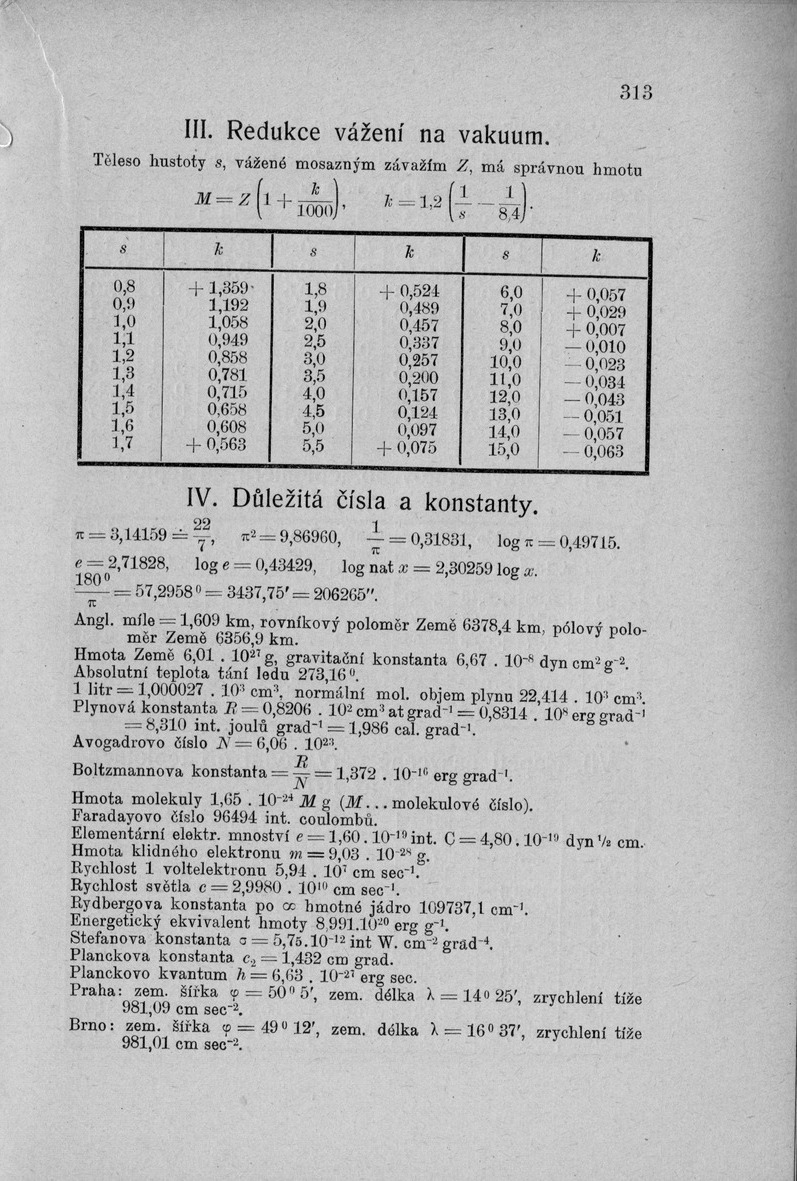 313
III. Redukce vážení na vakuum.
Těleso hustoty s, vážené mosazným závažím Z, má správnou hmotu
M = Z (1 + k/1000), k = 1,2 (1/s − 1/8,4).
s k s k s k
0,8 + 1,359 1,8 + 0,524 6,0 + 0,057
0,9 1,192 1,9 0,489 7,0 + 0,029
1,0 1,058 2,0 0,457 8,0 + 0,007
1,1 0,949 2,5 0,337 9,0 — 0,010
1,2 0,858 3,0 0,257 10,0 — 0,023
1,3 0,781 3,5 0,200 11,0 — 0,034
1,4 0,715 4,0 0,157 12,0 — 0,043
1,5 0,658 4,5 0,124 13,0 — 0,051
1,6 0,608 5,0 0,097 14,0 — 0,057
1,7 + 0,563 5,5 + 0,075 15,0 — 0,063
IV. Důležitá čísla a konstanty.
π = 3,14159 ≐ 22/7, π² = 9,86960, 1/π = 0,31831, log π = 0,49715.
e = 2,71828, log e = 0,43429, log nat x = 2,30259 log x.
180⁰/π = 57,2958⁰ = 3437,75′ = 206265″.
Angl. míle = 1,609 km, rovníkový poloměr Země 6378,4 km, pólový polo-
měr Země 6356,9 km.
Hmota Země 6,01 . 10²⁷ g, gravitační konstanta 6,67 . 10⁻⁸ dyn cm² g⁻².
Absolutní teplota tání ledu 273,16⁰.
1 litr = 1,000027 . 10³ cm³, normální mol. objem plynu 22,414 . 10³ cm³.
Plynová konstanta R = 0,8206 . 10² cm³ at grad⁻¹ = 0,8314 . 10⁸ erg grad⁻¹
= 8,310 int. joulů grad⁻¹ = 1,986 cal. grad⁻¹.
Avogadrovo číslo N = 6,06 . 10²³.
Boltzmannova konstanta = R/N = 1,372 . 10⁻¹⁶ erg grad⁻¹.
Hmota molekuly 1,65 . 10⁻²⁴ M g (M... molekulové číslo).
Faradayovo číslo 96494 int. coulombů.
Elementární elektr. mnoství e = 1,60 . 10⁻¹⁹ int. C = 4,80 . 10⁻¹⁰ dyn ½ cm.
Hmota klidného elektronu m = 9,03 . 10⁻²⁸ g.
Rychlost 1 voltelektronu 5,94 . 10⁷ cm sec⁻¹.
Rychlost světla c = 2,9980 . 10¹⁰ cm sec⁻¹.
Rydbergova konstanta po ∞ hmotné jádro 109737,1 cm⁻¹.
Energetický ekvivalent hmoty 8,991.10²⁰ erg g⁻¹.
Stefanova konstanta σ = 5,75.10⁻¹² int W. cm⁻² grad⁻⁴.
Planckova konstanta c₂ = 1,432 cm grad.
Planckovo kvantum h = 6,63 . 10⁻²⁷ erg sec.
Praha: zem. šířka φ = 50⁰ 5′, zem. délka λ = 14⁰ 25′, zrychlení tíže
981,09 cm sec⁻².
Brno: zem. šířka φ = 49⁰ 12′, zem. délka λ = 16⁰ 37′, zrychlení tíže
981,01 cm sec⁻².